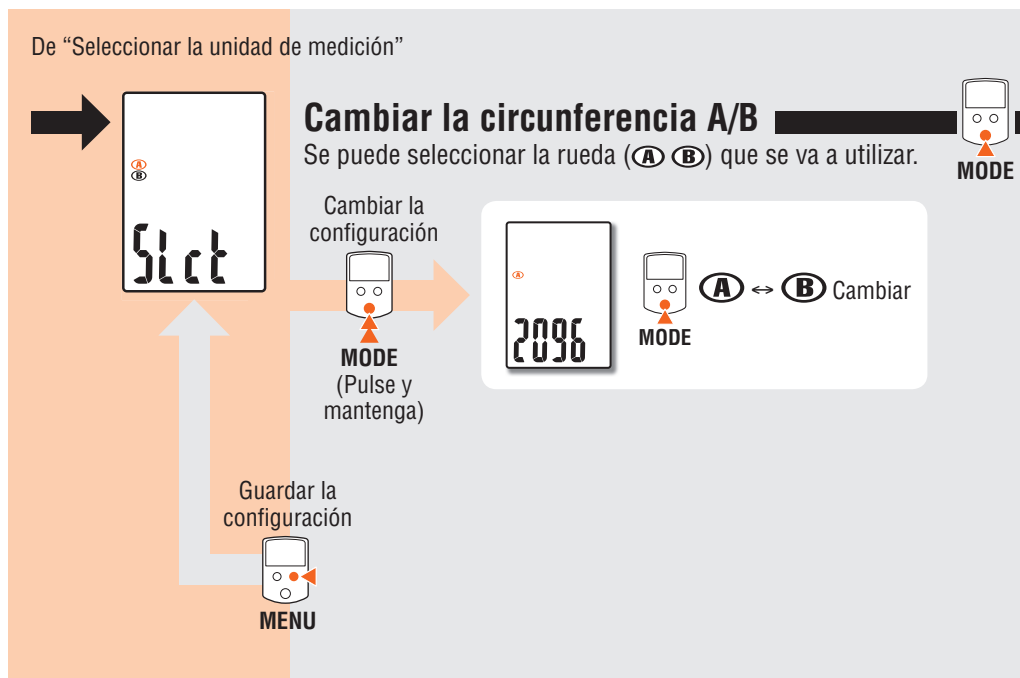 De “Seleccionar la unidad de medición”
Cambiar la circunferencia A/B
Se puede seleccionar la rueda (A B) que se va a utilizar.
MODE
A
B
Slct
Cambiar la
configuración
MODE
(Pulse y
mantenga)
A
2096
MODE
A ⇔ B Cambiar
Guardar la
configuración
MENU